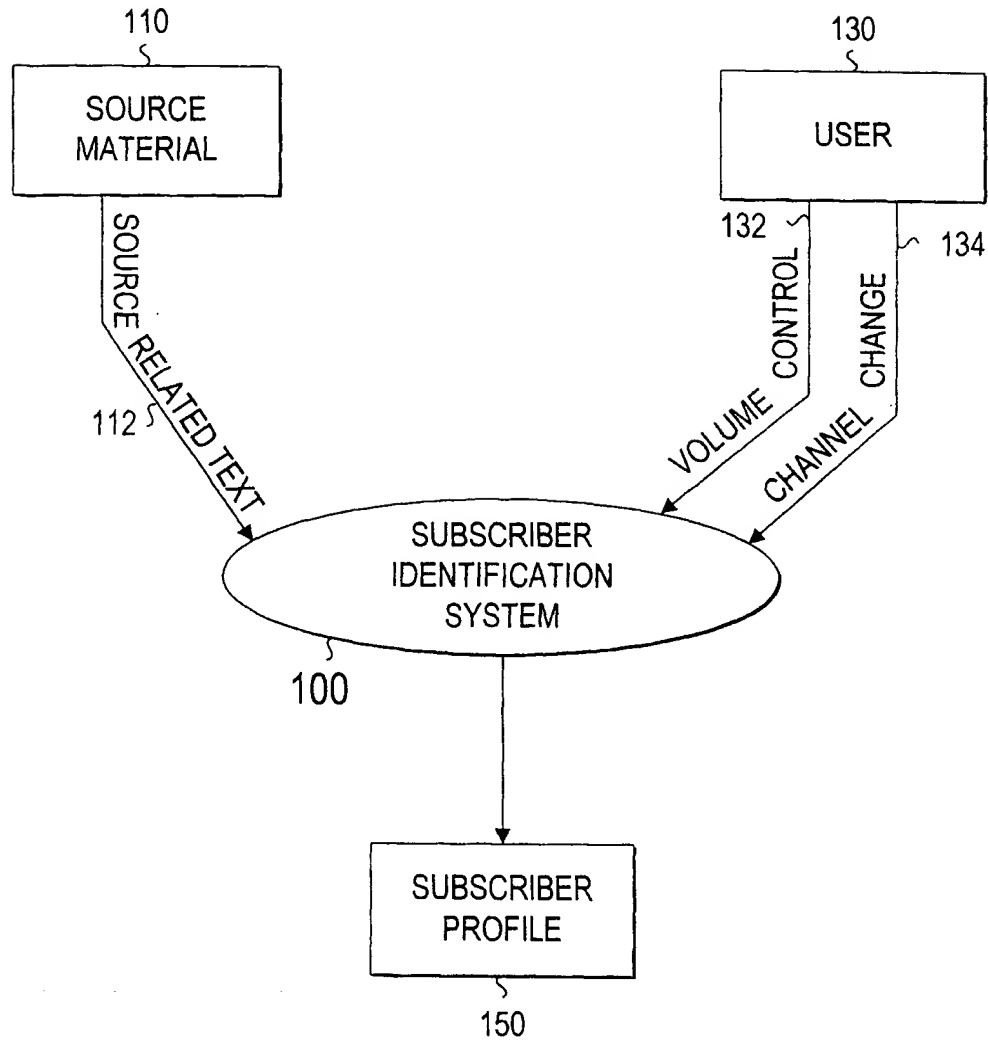 110
SOURCE
MATERIAL
130
USER
132
134
SOURCE RELATED TEXT
112
VOLUME CONTROL
CHANNEL CHANGE
SUBSCRIBER
IDENTIFICATION
SYSTEM
100
SUBSCRIBER
PROFILE
150